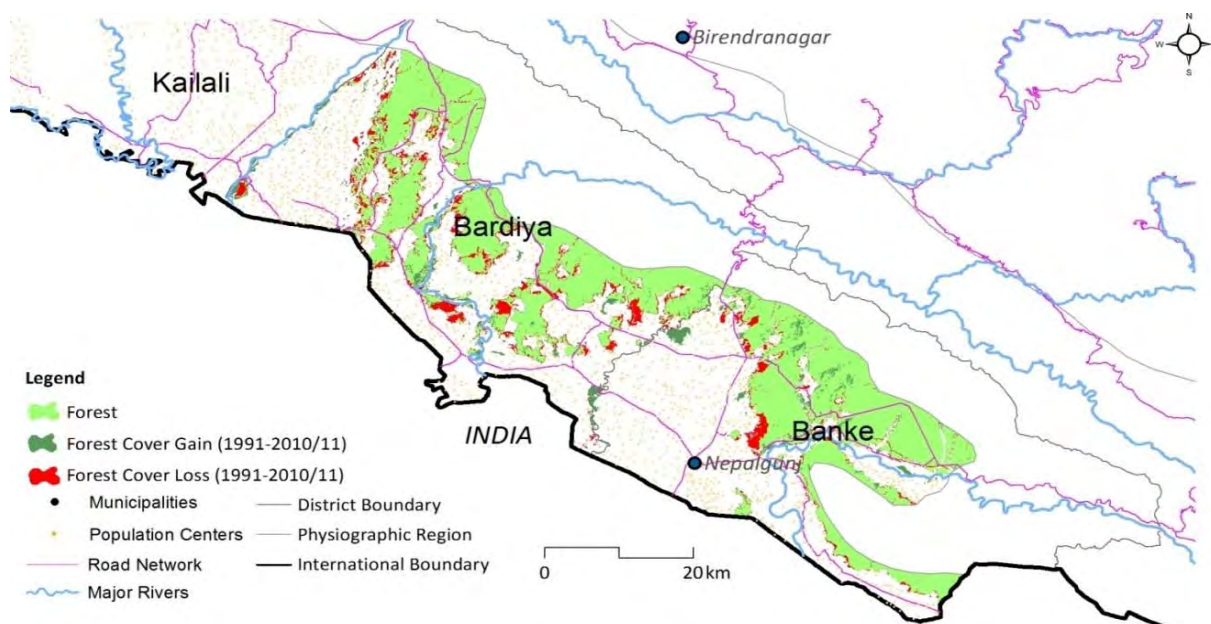 N
W
S
Birendranagar
Kailali
Bardiya
Banke
INDIA
Nepalgunj
Legend
Forest
Forest Cover Gain (1991-2010/11)
Forest Cover Loss (1991-2010/11)
Municipalities
Population Centers
Road Network
Major Rivers
District Boundary
Physiographic Region
International Boundary
0 20 km